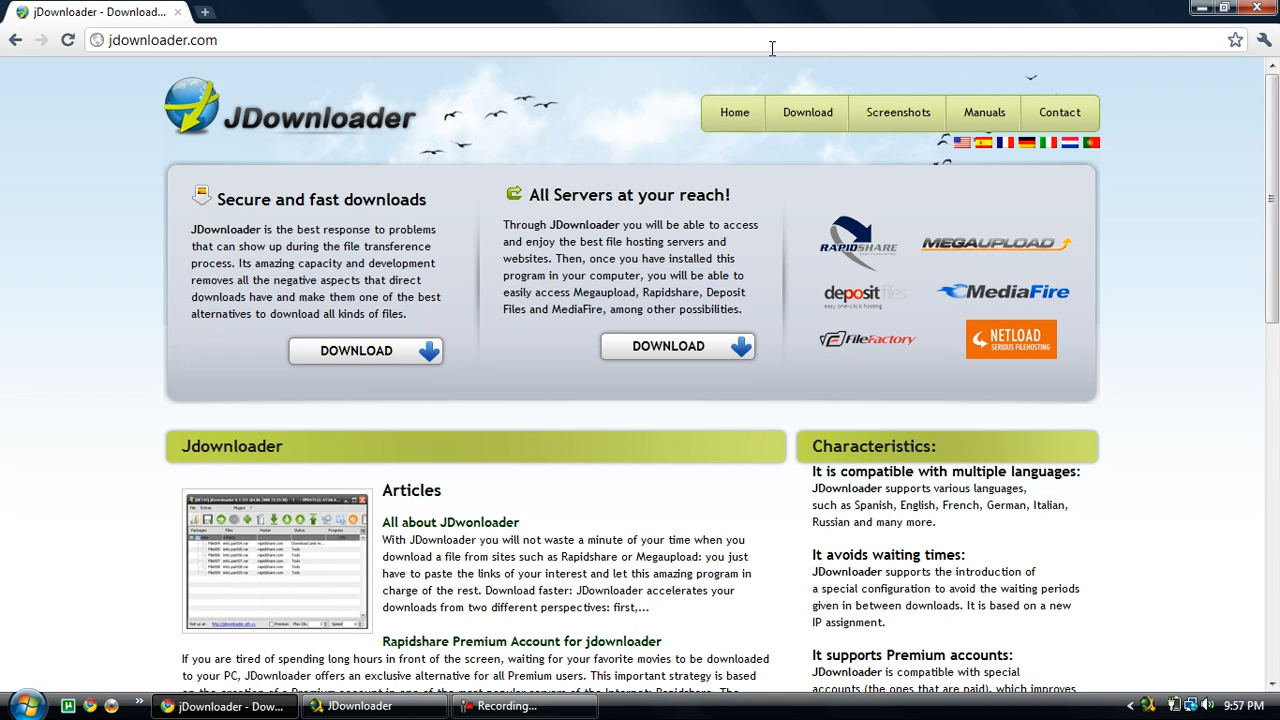 jDownloader - Download...
jdownloader.com
JDownloader
Home
Download
Screenshots
Manuals
Contact
Secure and fast downloads
JDownloader is the best response to problems
that can show up during the file transference
process. Its amazing capacity and development
removes all the negative aspects that direct
downloads have and make them one of the best
alternatives to download all kinds of files.
DOWNLOAD
All Servers at your reach!
Through JDownloader you will be able to access
and enjoy the best file hosting servers and
websites. Then, once you have installed this
program in your computer, you will be able to
easily access Megaupload, Rapidshare, Deposit
Files and MediaFire, among other possibilities.
DOWNLOAD
RAPIDSHARE
MEGAUPLOAD
depositfiles
easy one-click hosting
MediaFire
FileFactory
NETLOAD
SERIOUS FILEHOSTING
Jdownloader
Articles
All about JDwonloader
With JDownloader you will not waste a minute of your time when you
download a file from sites such as Rapidshare or Megaupload: you just
have to paste the links of your interest and let this amazing program in
charge of the rest. Download faster: JDownloader accelerates your
downloads from two different perspectives: first,...
Rapidshare Premium Account for jdownloader
If you are tired of spending long hours in front of the screen, waiting for your favorite movies to be downloaded
to your PC, JDownloader offers an exclusive alternative for all Premium users. This important strategy is based
Characteristics:
It is compatible with multiple languages:
JDownloader supports various languages,
such as Spanish, English, French, German, Italian,
Russian and many more.
It avoids waiting times:
JDownloader supports the introduction of
a special configuration to avoid the waiting periods
given in between downloads. It is based on a new
IP assignment.
It supports Premium accounts:
JDownloader is compatible with special
accounts (the ones that are paid), which improves
jDownloader - Dow...
JDownloader
Recording...
9:57 PM